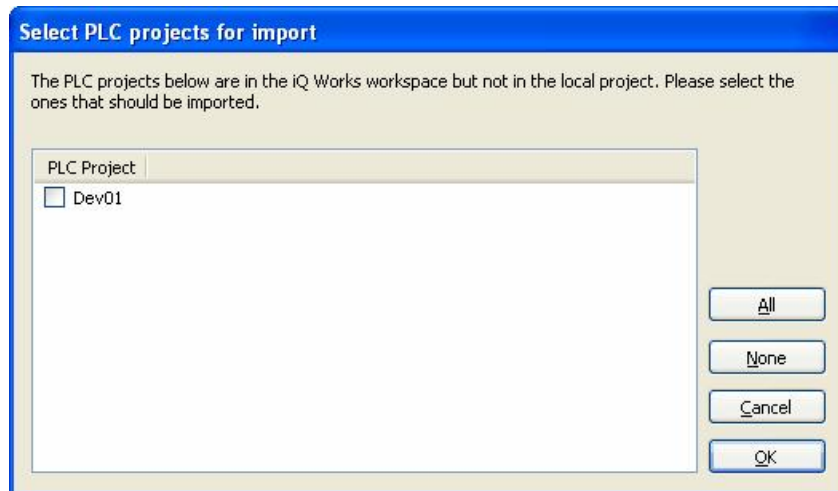 Select PLC projects for import
The PLC projects below are in the iQ Works workspace but not in the local project. Please select the
ones that should be imported.
PLC Project
Dev01
All
None
Cancel
OK